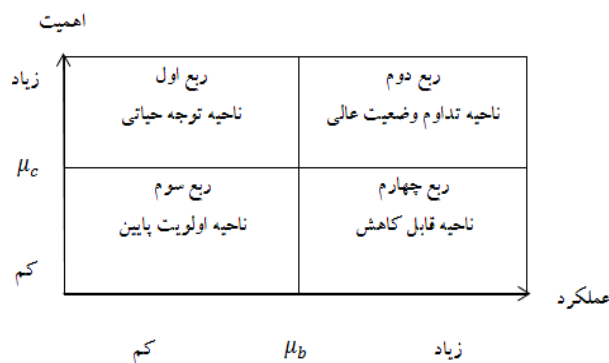 اهمیت
زیاد
ربع دوم
ربع اول
ناحیه تداوم وضعیت عالی
ناحیه توجه حیاتی
μc
ربع چهارم
ربع سوم
ناحیه قابل کاهش
ناحیه اولویت پایین
کم
عملکرد
زیاد
μb
کم